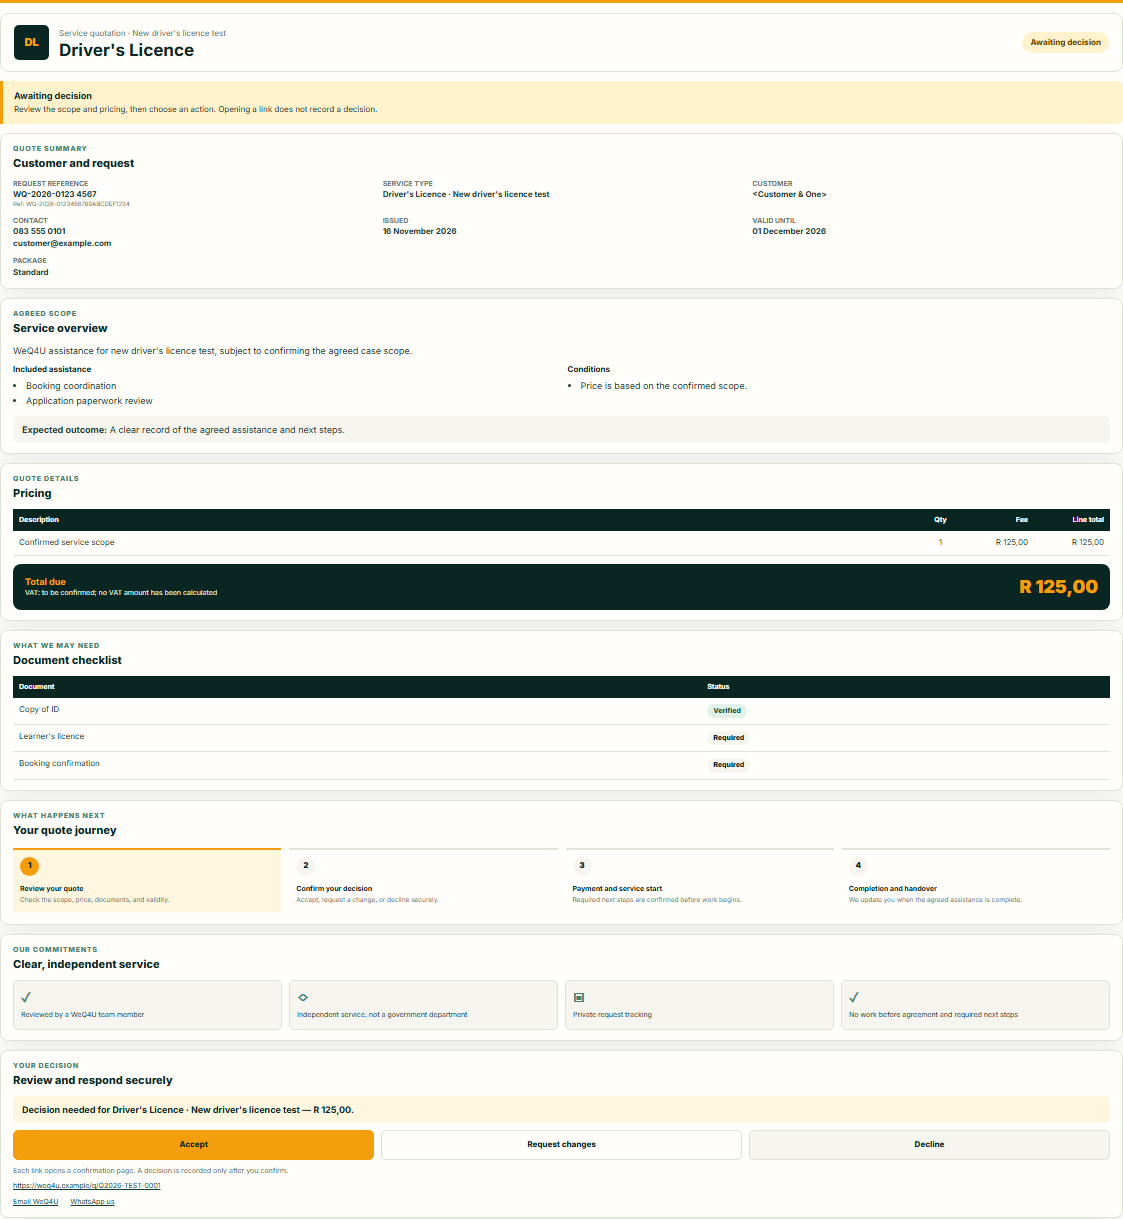 DL
Service quotation · New driver's licence test
Driver's Licence
Awaiting decision
Awaiting decision
Review the scope and pricing, then choose an action. Opening a link does not record a decision.
QUOTE SUMMARY
Customer and request
REQUEST REFERENCE
WQ-2026-0123 4567
Ref: WQ-2026-0123456789ABCDEF1234
SERVICE TYPE
Driver's Licence · New driver's licence test
CUSTOMER
<Customer & One>
CONTACT
083 555 0101
customer@example.com
ISSUED
16 November 2026
VALID UNTIL
01 December 2026
PACKAGE
Standard
AGREED SCOPE
Service overview
WeQ4U assistance for new driver's licence test, subject to confirming the agreed case scope.
Included assistance
• Booking coordination
• Application paperwork review
Conditions
• Price is based on the confirmed scope.
Expected outcome: A clear record of the agreed assistance and next steps.
QUOTE DETAILS
Pricing
Description Qty Fee Line total
Confirmed service scope 1 R 125,00 R 125,00
Total due
VAT: to be confirmed; no VAT amount has been calculated
R 125,00
WHAT WE MAY NEED
Document checklist
Document Status
Copy of ID Verified
Learner's licence Required
Booking confirmation Required
WHAT HAPPENS NEXT
Your quote journey
1
Review your quote
Check the scope, price, documents, and validity.
2
Confirm your decision
Accept, request a change, or decline securely.
3
Payment and service start
Required next steps are confirmed before work begins.
4
Completion and handover
We update you when the agreed assistance is complete.
OUR COMMITMENTS
Clear, independent service
Reviewed by a WeQ4U team member
Independent service, not a government department
Private request tracking
No work before agreement and required next steps
YOUR DECISION
Review and respond securely
Decision needed for Driver's Licence · New driver's licence test — R 125,00.
Accept
Request changes
Decline
Each link opens a confirmation page. A decision is recorded only after you confirm.
https://weq4u.example/q/Q2026-TEST-0001
Email WeQ4U WhatsApp us